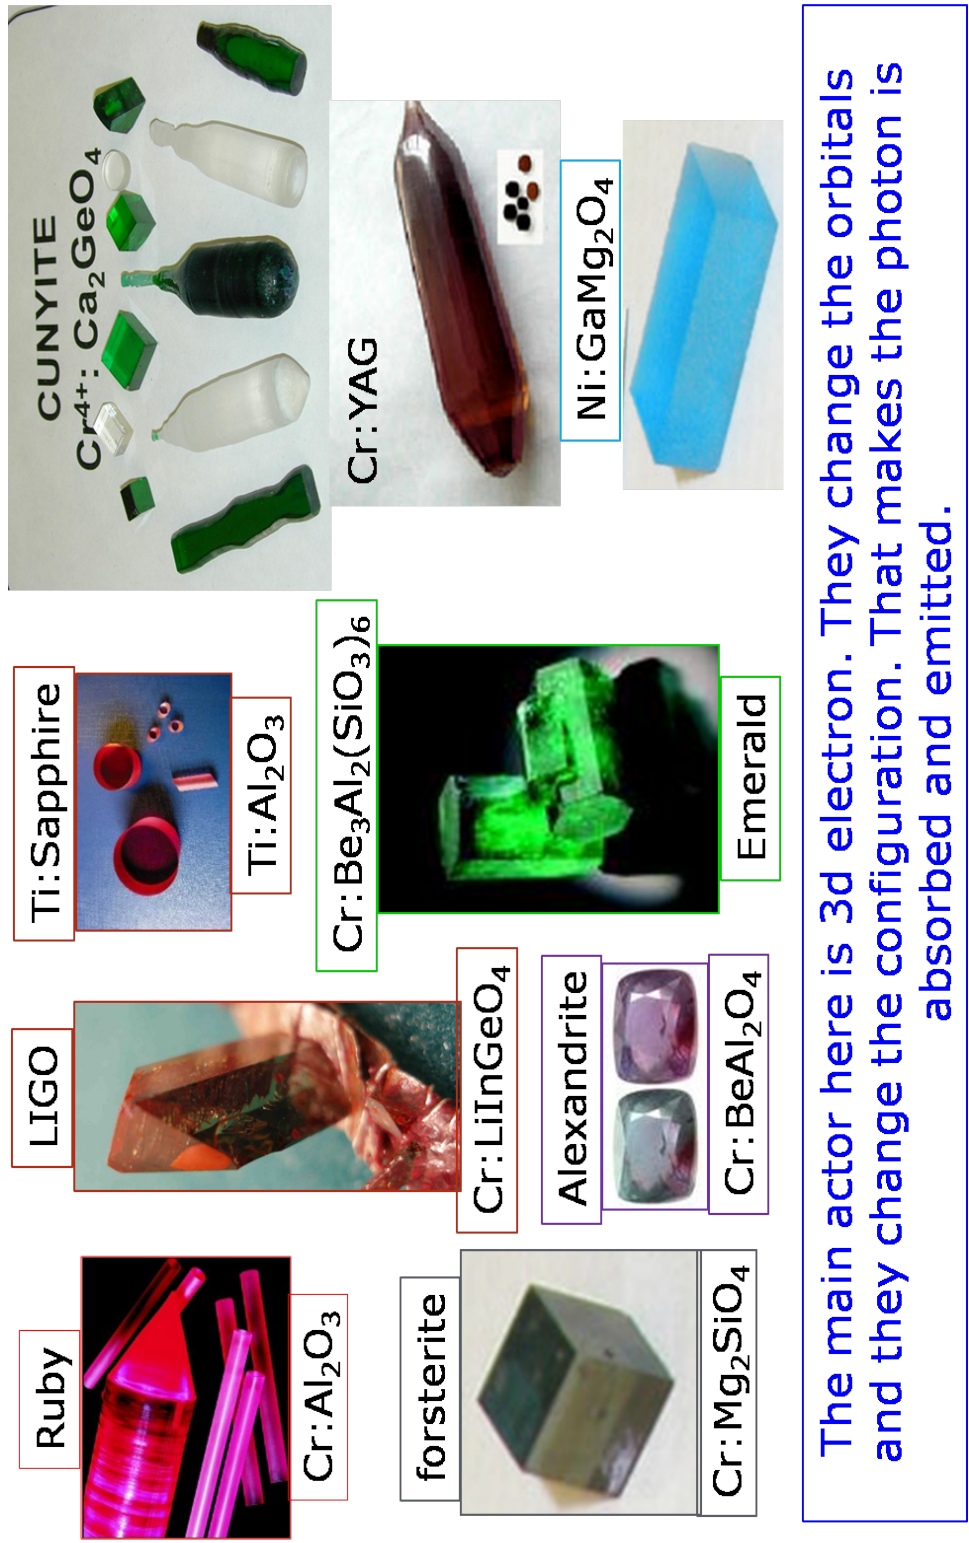 Ruby
Cr:Al₂O₃
LIGO
Cr:LiInGeO₄
Ti:Sapphire
Ti:Al₂O₃
CUNYITE
Cr⁴⁺: Ca₂GeO₄
forsterite
Cr:Mg₂SiO₄
Alexandrite
Cr:BeAl₂O₄
Cr:Be₃Al₂(SiO₃)₆
Emerald
Cr:YAG
Ni:GaMg₂O₄
The main actor here is 3d electron. They change the orbitals
and they change the configuration. That makes the photon is
absorbed and emitted.